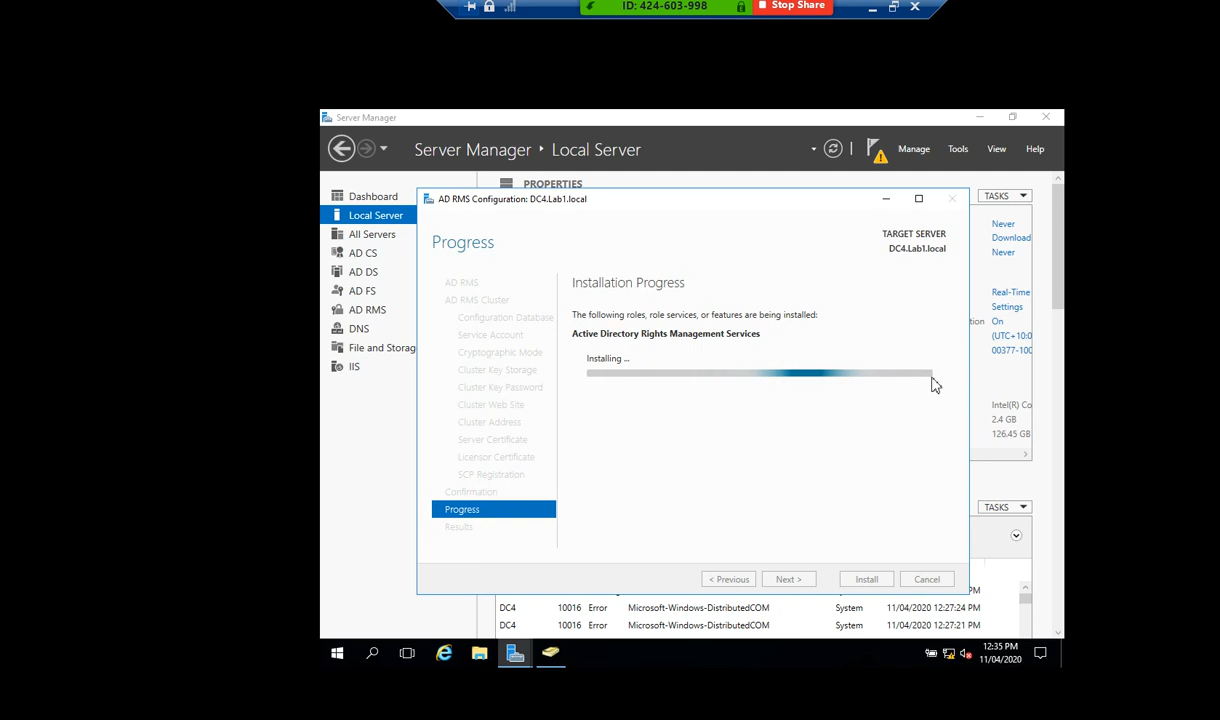 ID: 424-603-998
Stop Share
Server Manager
Server Manager • Local Server
Manage
Tools
View
Help
Dashboard
Local Server
All Servers
AD CS
AD DS
AD FS
AD RMS
DNS
File and Storag
IIS
PROPERTIES
TASKS
AD RMS Configuration: DC4.Lab1.local
Progress
TARGET SERVER
DC4.Lab1.local
AD RMS
AD RMS Cluster
Configuration Database
Service Account
Cryptographic Mode
Cluster Key Storage
Cluster Key Password
Cluster Web Site
Cluster Address
Server Certificate
Licensor Certificate
SCP Registration
Confirmation
Progress
Results
Installation Progress
The following roles, role services, or features are being installed:
Active Directory Rights Management Services
Installing ...
< Previous
Next >
Install
Cancel
Never
Download
Never
Real-Time
Settings
tion On
(UTC+10:0
00377-100
Intel(R) Co
2.4 GB
126.45 GB
TASKS
PM
DC4 10016 Error Microsoft-Windows-DistributedCOM System 11/04/2020 12:27:24 PM
DC4 10016 Error Microsoft-Windows-DistributedCOM System 11/04/2020 12:27:21 PM
12:35 PM
11/04/2020